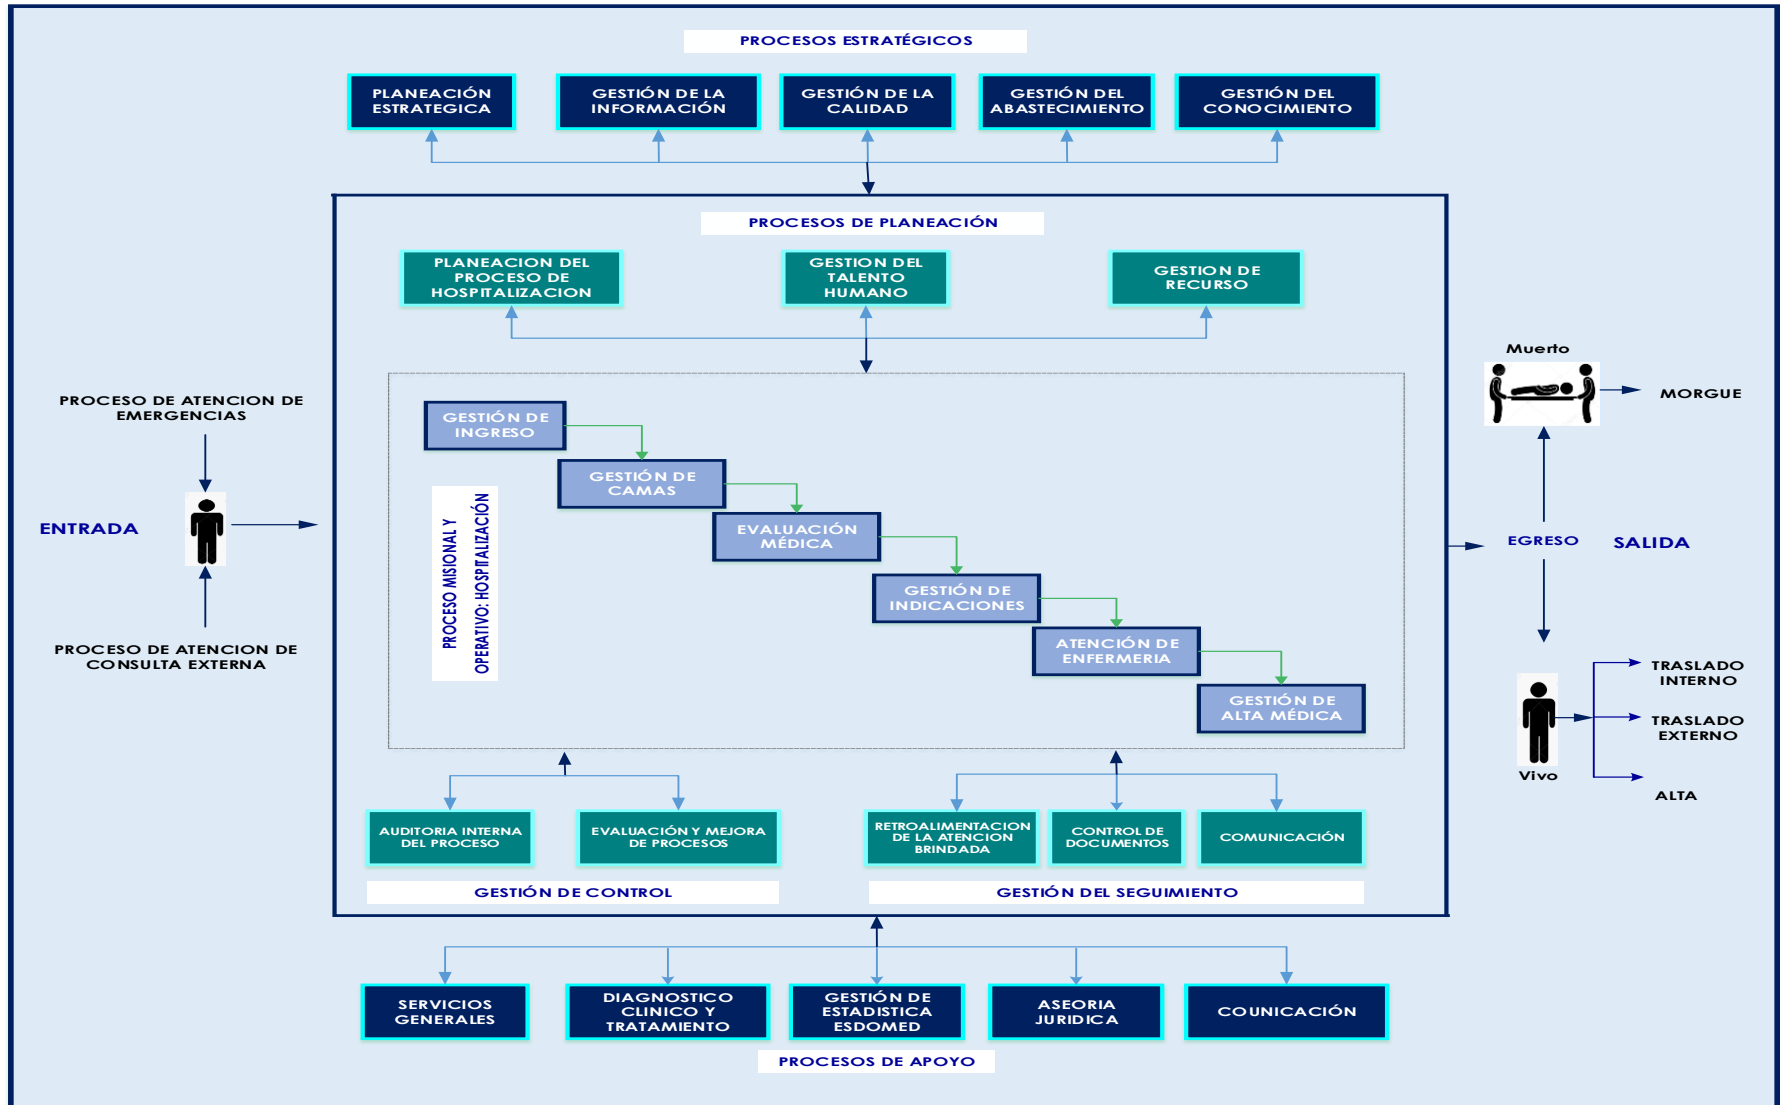 PROCESOS ESTRATÉGICOS
PLANEACIÓN
ESTRATEGICA
GESTIÓN DE LA
INFORMACIÓN
GESTIÓN DE LA
CALIDAD
GESTIÓN DEL
ABASTECIMIENTO
GESTIÓN DEL
CONOCIMIENTO
PROCESOS DE PLANEACIÓN
PLANEACION DEL
PROCESO DE
HOSPITALIZACION
GESTION DEL
TALENTO
HUMANO
GESTION DE
RECURSO
PROCESO DE ATENCION DE
EMERGENCIAS
ENTRADA
PROCESO DE ATENCION DE
CONSULTA EXTERNA
PROCESO MISIONAL Y
OPERATIVO: HOSPITALIZACIÓN
GESTIÓN DE
INGRESO
GESTIÓN DE
CAMAS
EVALUACIÓN
MÉDICA
GESTIÓN DE
INDICACIONES
ATENCIÓN DE
ENFERMERIA
GESTIÓN DE
ALTA MÉDICA
Muerto
MORGUE
EGRESO
SALIDA
Vivo
TRASLADO
INTERNO
TRASLADO
EXTERNO
ALTA
AUDITORIA INTERNA
DEL PROCESO
EVALUACIÓN Y MEJORA
DE PROCESOS
RETROALIMENTACION
DE LA ATENCION
BRINDADA
CONTROL DE
DOCUMENTOS
COMUNICACIÓN
GESTIÓN DE CONTROL
GESTIÓN DEL SEGUIMIENTO
SERVICIOS
GENERALES
DIAGNOSTICO
CLINICO Y
TRATAMIENTO
GESTIÓN DE
ESTADISTICA
ESDOMED
ASEORIA
JURIDICA
COUNICACIÓN
PROCESOS DE APOYO